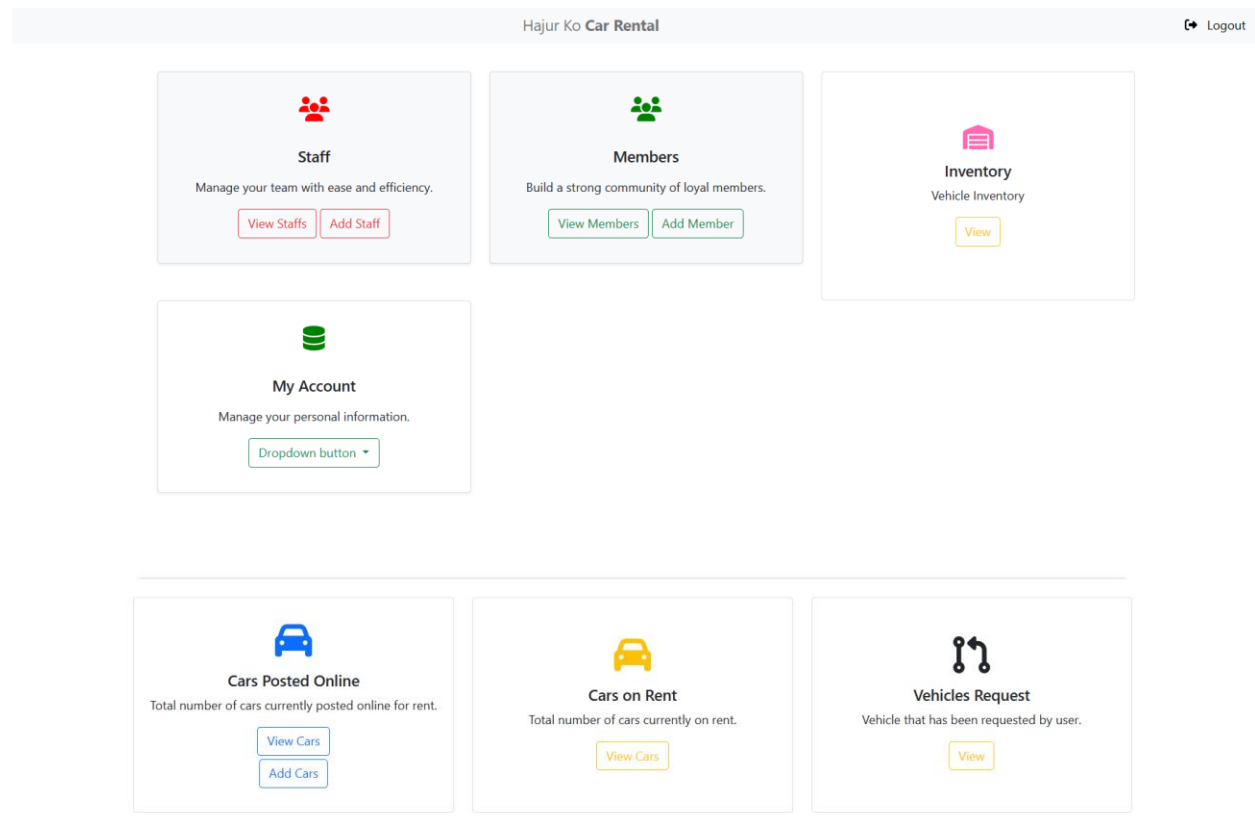 Hajur Ko Car Rental
Logout
Staff
Manage your team with ease and efficiency.
View Staffs
Add Staff
Members
Build a strong community of loyal members.
View Members
Add Member
Inventory
Vehicle Inventory
View
My Account
Manage your personal information.
Dropdown button
Cars Posted Online
Total number of cars currently posted online for rent.
View Cars
Add Cars
Cars on Rent
Total number of cars currently on rent.
View Cars
Vehicles Request
Vehicle that has been requested by user.
View